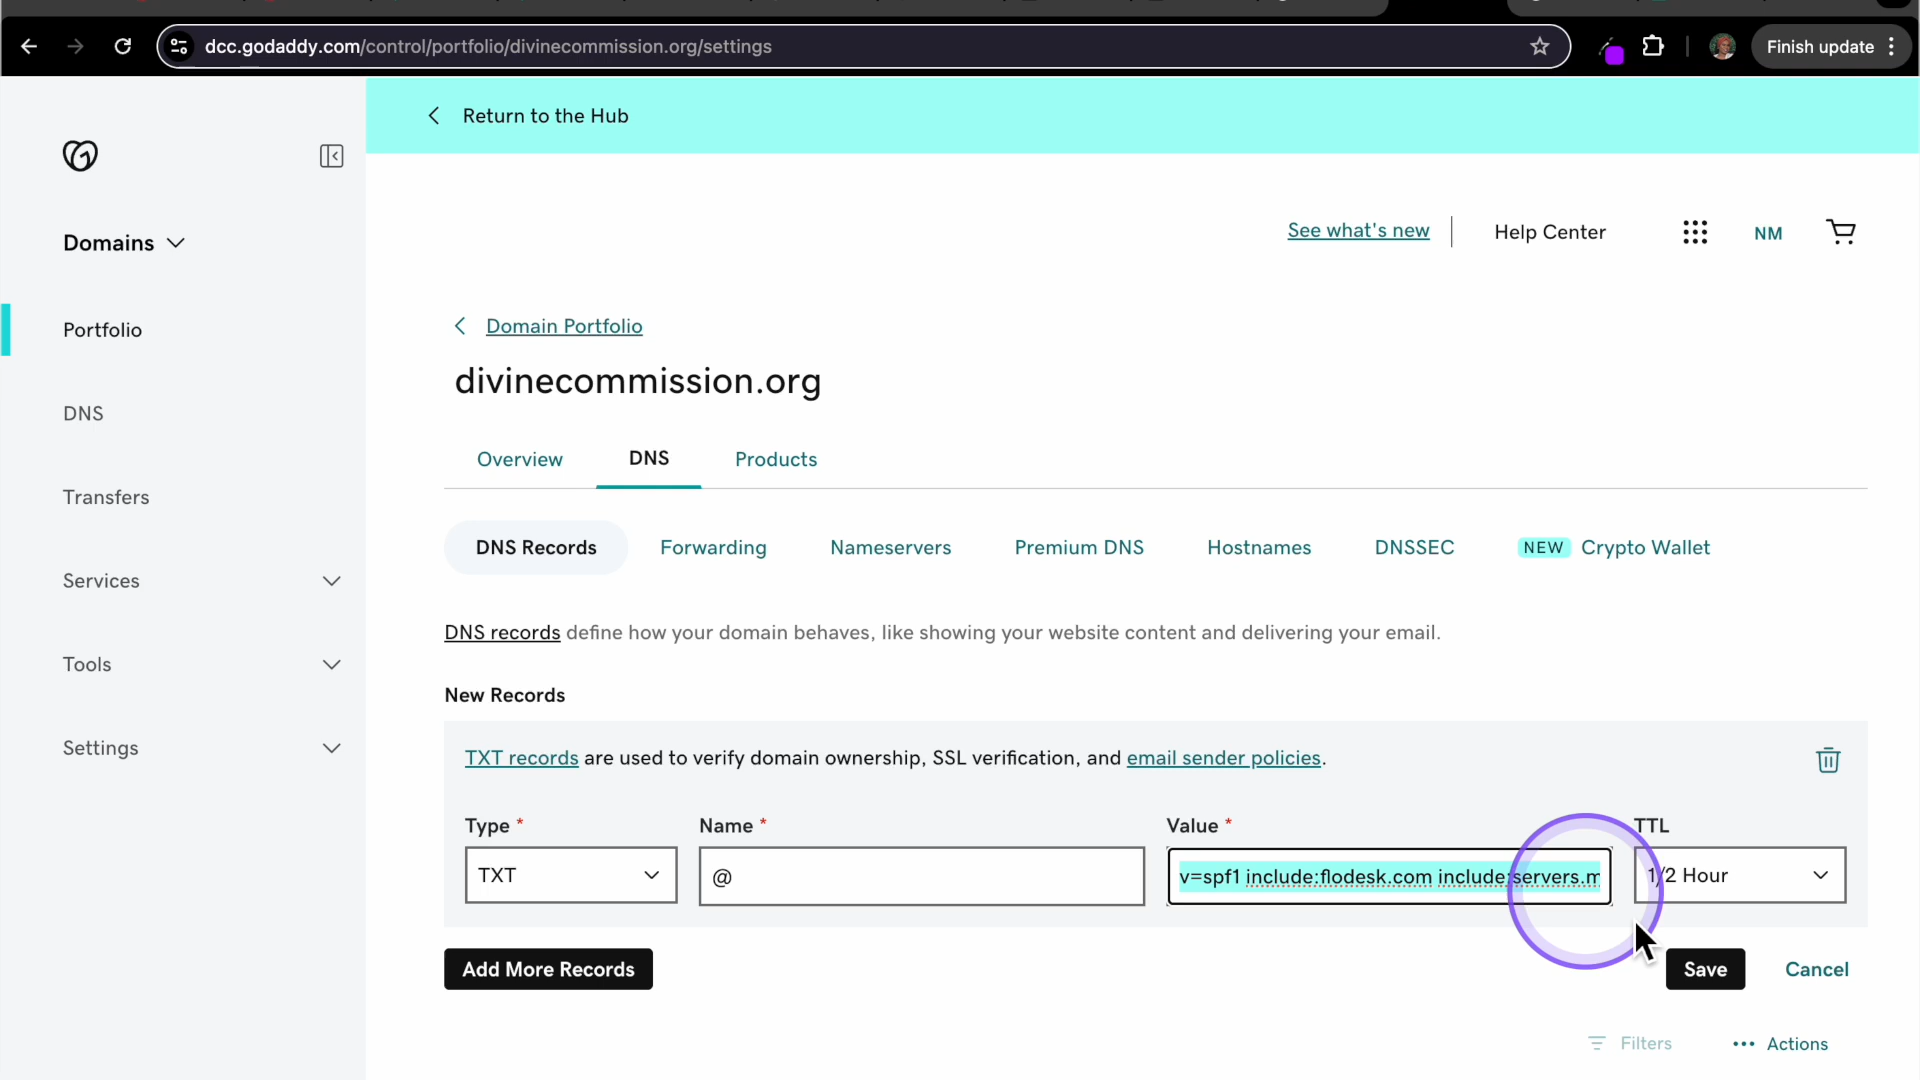 dcc.godaddy.com/control/portfolio/divinecommission.org/settings
Finish update
Return to the Hub
See what's new
Help Center
NM
Domains
Portfolio
DNS
Transfers
Services
Tools
Settings
Domain Portfolio
divinecommission.org
Overview
DNS
Products
DNS Records
Forwarding
Nameservers
Premium DNS
Hostnames
DNSSEC
NEW Crypto Wallet
DNS records define how your domain behaves, like showing your website content and delivering your email.
New Records
TXT records are used to verify domain ownership, SSL verification, and email sender policies.
Type *
Name *
Value *
TTL
TXT
@
v=spf1 include:flodesk.com include:servers.m
1/2 Hour
Add More Records
Save
Cancel
Filters
Actions